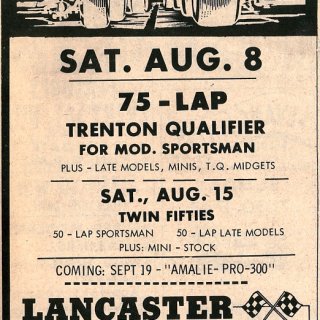 SAT. AUG. 8
75 - LAP
TRENTON QUALIFIER
FOR MOD. SPORTSMAN
PLUS - LATE MODELS, MINIS, T.Q. MIDGETS
SAT., AUG. 15
TWIN FIFTIES
50 - LAP SPORTSMAN 50 - LAP LATE MODELS
PLUS: MINI - STOCK
COMING: SEPT 19 - "AMALIE - PRO-300"
LANCASTER